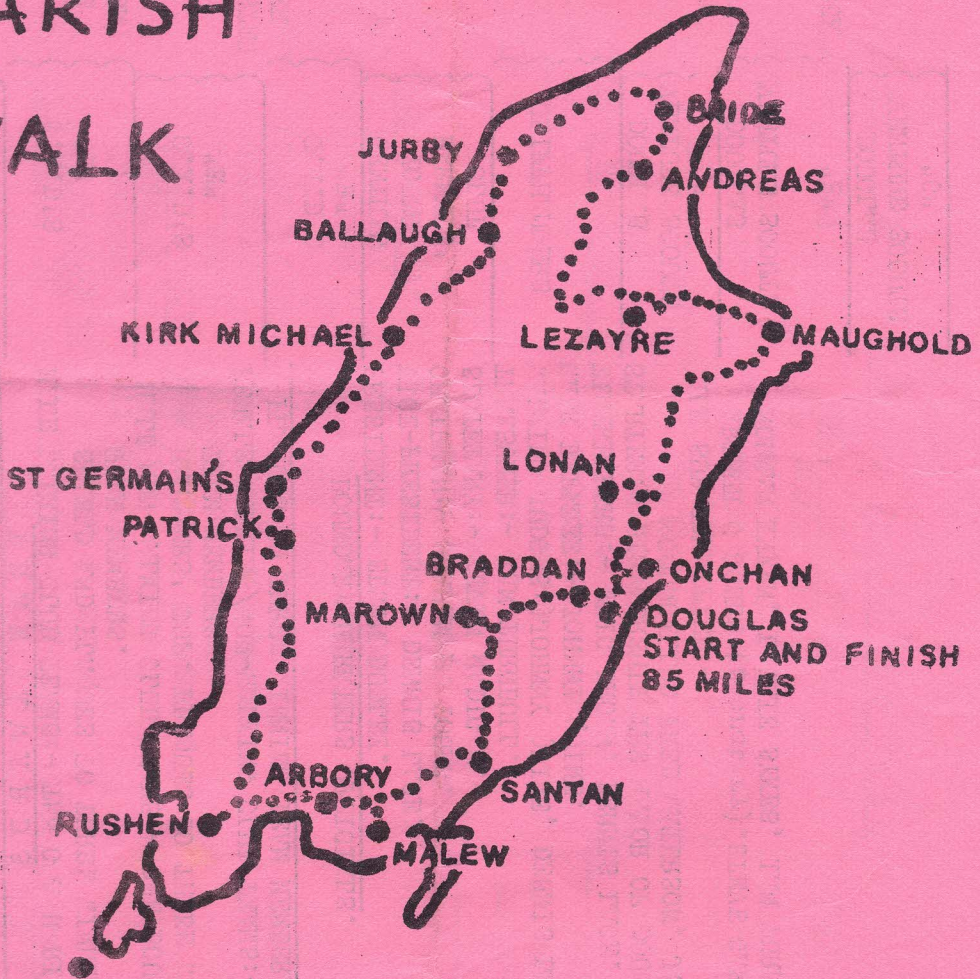 ARISH
WALK
BRIDE
JURBY
ANDREAS
BALLAUGH
KIRK MICHAEL
LEZAYRE
MAUGHOLD
LONAN
ST GERMAIN'S
PATRICK
BRADDAN
ONCHAN
MAROWN
DOUGLAS
START AND FINISH
85 MILES
ARBORY
SANTAN
RUSHEN
MALEW